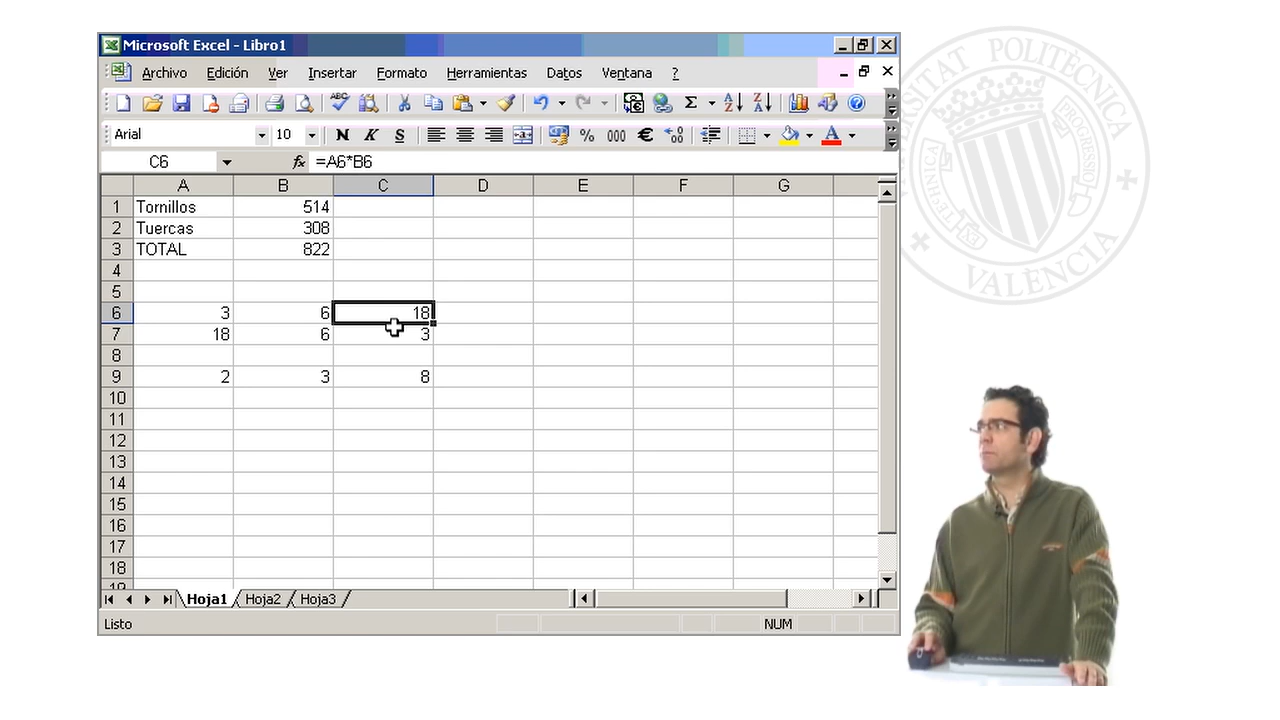 Microsoft Excel - Libro1
Archivo Edición Ver Insertar Formato Herramientas Datos Ventana ?
Arial 10 N K S % 000 €
C6 fx =A6*B6
A B C D E F G
1 Tornillos 514
2 Tuercas 308
3 TOTAL 822
4
5
6 3 6 18
7 18 6 3
8
9 2 3 8
10
11
12
13
14
15
16
17
18
19
Hoja1 Hoja2 Hoja3
Listo NUM
POLITÈCNICA
VALÈNCIA